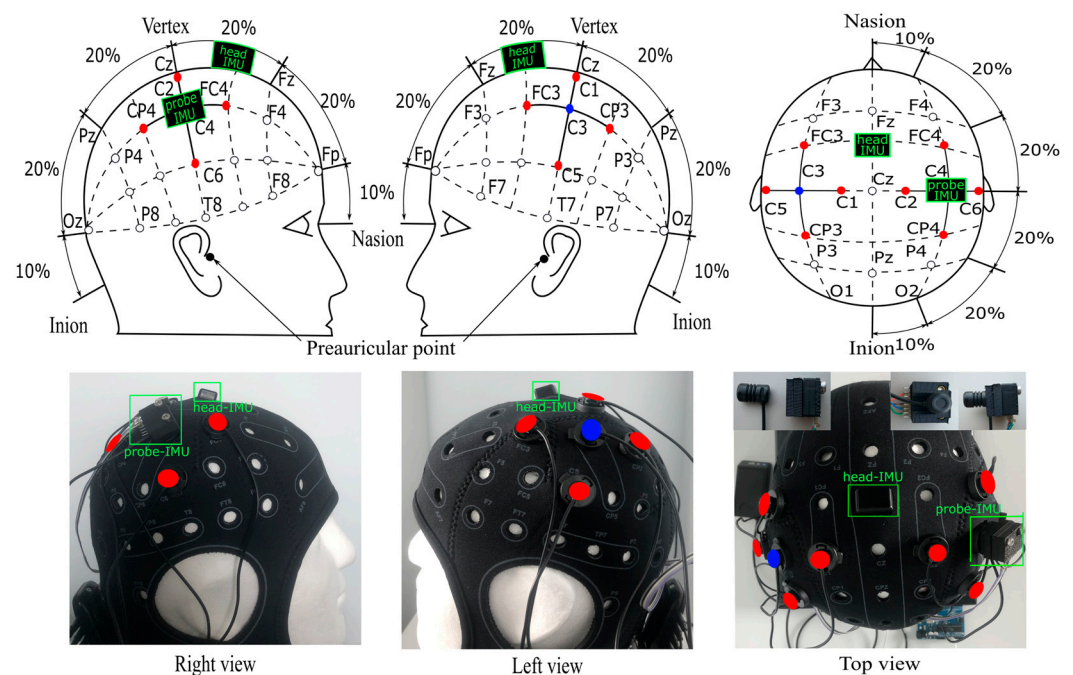 Vertex
20%
20%
head
IMU
Cz
C2
Fz
20%
20%
CP4
probe
IMU
FC4
C4
F4
Pz
P4
C6
Fp
F8
20%
Oz
P8
T8
10%
Nasion
10%
Inion
Vertex
20%
20%
head
IMU
Cz
C1
Fz
20%
20%
FC3
CP3
F3
C3
Pz
P3
Fp
C5
F7
20%
T7
P7
Oz
10%
Inion
Preauricular point
Nasion
10%
20%
F3
F4
Fz
FC3
head
IMU
FC4
20%
C3
Cz
C4
probe
IMU
C5
C1
C2
C6
CP3
CP4
20%
P3
Pz
P4
O1
O2
20%
Inion
10%
head-IMU
probe-IMU
Right view
head-IMU
Left view
head-IMU
probe-IMU
Top view